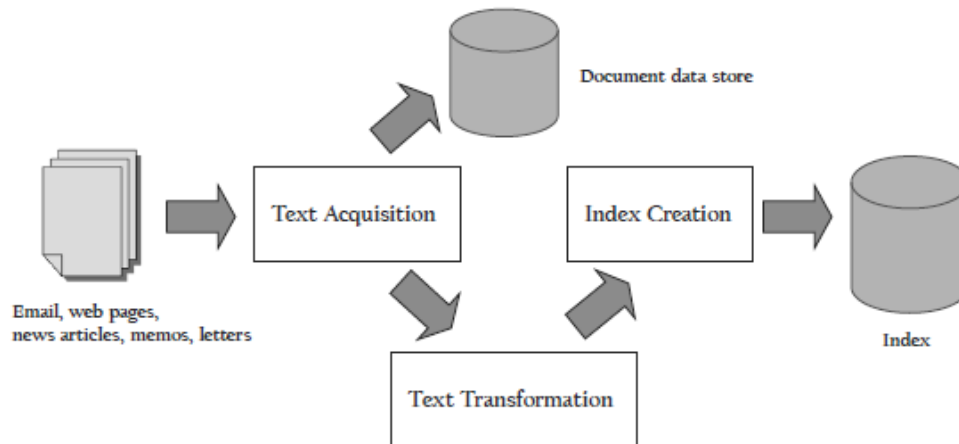 Document data store
Text Acquisition
Index Creation
Email, web pages,
news articles, memos, letters
Index
Text Transformation